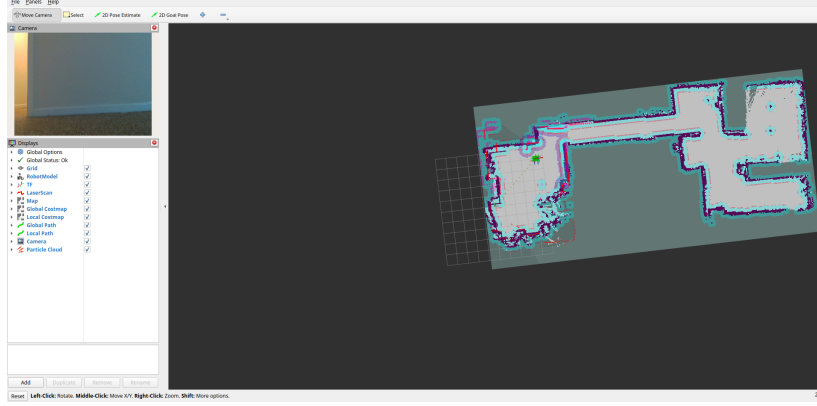 File Panels Help
Move Camera Select 2D Pose Estimate 2D Goal Pose
Camera
Displays
Global Options
Global Status: Ok
Grid
RobotModel
TF
LaserScan
Map
Global Costmap
Local Costmap
Global Path
Local Path
Camera
Particle Cloud
Add Duplicate Remove Rename
Reset Left-Click: Rotate. Middle-Click: Move X/Y. Right-Click: Zoom. Shift: More options.